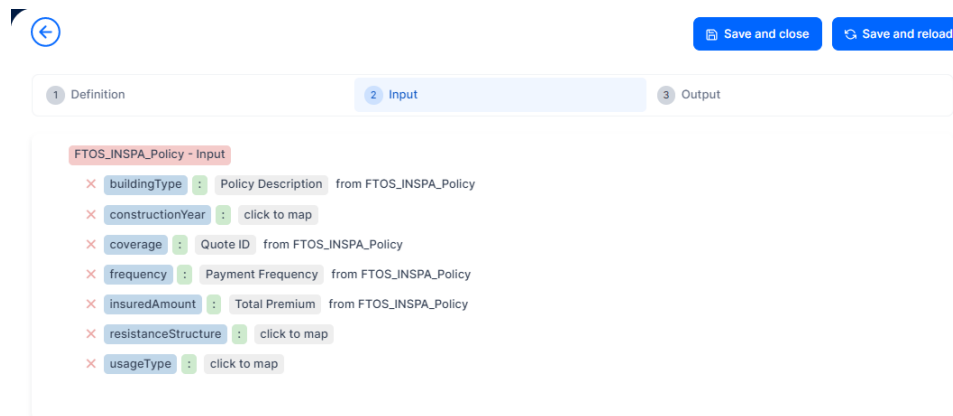 Save and close
Save and reload
1 Definition
2 Input
3 Output
FTOS_INSPA_Policy - Input
buildingType : Policy Description from FTOS_INSPA_Policy
constructionYear : click to map
coverage : Quote ID from FTOS_INSPA_Policy
frequency : Payment Frequency from FTOS_INSPA_Policy
insuredAmount : Total Premium from FTOS_INSPA_Policy
resistanceStructure : click to map
usageType : click to map